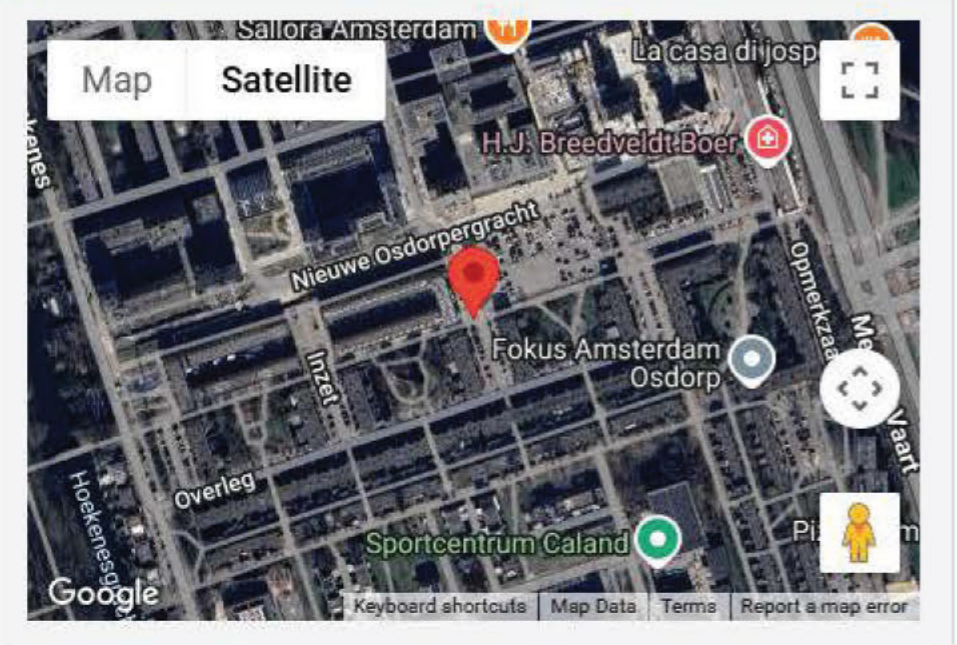 Sallora Amsterdam
La casa di josp
Map
Satellite
H.J. Breedveldt Boer
kenes
Nieuwe Osdorpergracht
Opmerkzaa
Me
Vaart
Fokus Amsterdam
Osdorp
Inzet
Overleg
Hoekenesg
Sportcentrum Caland
Pi
m
Google
Keyboard shortcuts
Map Data
Terms
Report a map error